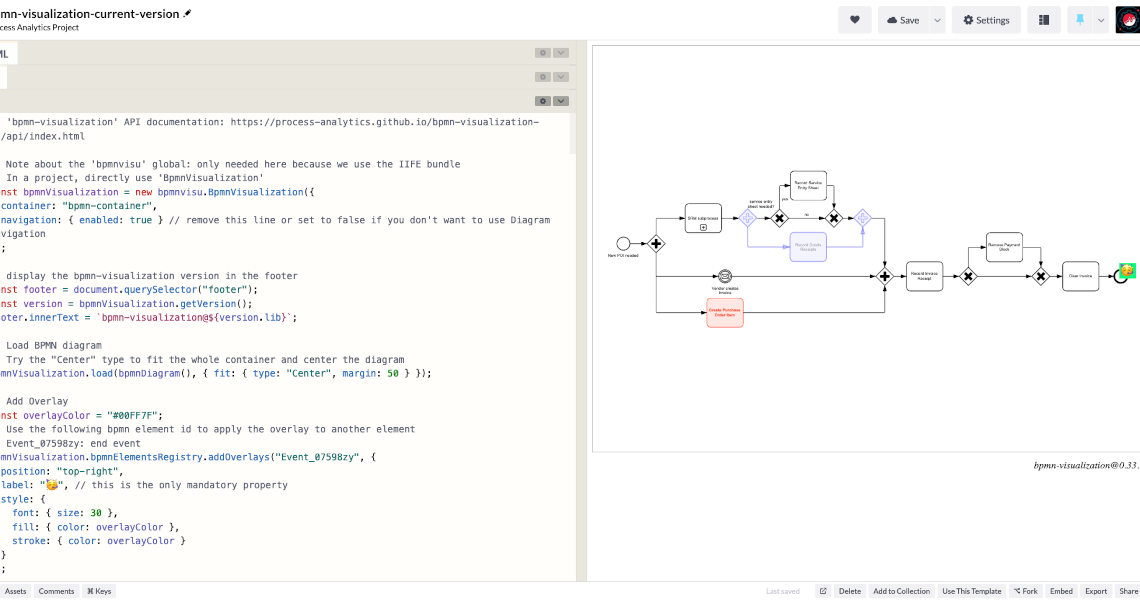 mn-visualization-current-version
cess Analytics Project
Save
Settings
ML
'bpmn-visualization' API documentation: https://process-analytics.github.io/bpmn-visualization-
/api/index.html
Note about the 'bpmnvisu' global: only needed here because we use the IIFE bundle
In a project, directly use 'BpmnVisualization'
nst bpmnVisualization = new bpmnvisu.BpmnVisualization({
container: "bpmn-container",
navigation: { enabled: true } // remove this line or set to false if you don't want to use Diagram
vigation
;
display the bpmn-visualization version in the footer
nst footer = document.querySelector("footer");
nst version = bpmnVisualization.getVersion();
oter.innerText = `bpmn-visualization@${version.lib}`;
Load BPMN diagram
Try the "Center" type to fit the whole container and center the diagram
mnVisualization.load(bpmnDiagram(), { fit: { type: "Center", margin: 50 } });
Add Overlay
nst overlayColor = "#00FF7F";
Use the following bpmn element id to apply the overlay to another element
Event_07598zy: end event
mnVisualization.bpmnElementsRegistry.addOverlays("Event_07598zy", {
position: "top-right",
label: "🥳", // this is the only mandatory property
style: {
font: { size: 30 },
fill: { color: overlayColor },
stroke: { color: overlayColor }
}
;
New POI needed
SRM subprocess
service entry
sheet needed?
yes
no
Record Service
Entry Sheet
Record Goods
Receipts
Vendor creates
invoice
Create Purchase
Order Item
Record Invoice
Receipt
Remove Payment
Block
Clear Invoice
bpmn-visualization@0.33.
Assets
Comments
⌘ Keys
Last saved
Delete
Add to Collection
Use This Template
Fork
Embed
Export
Share